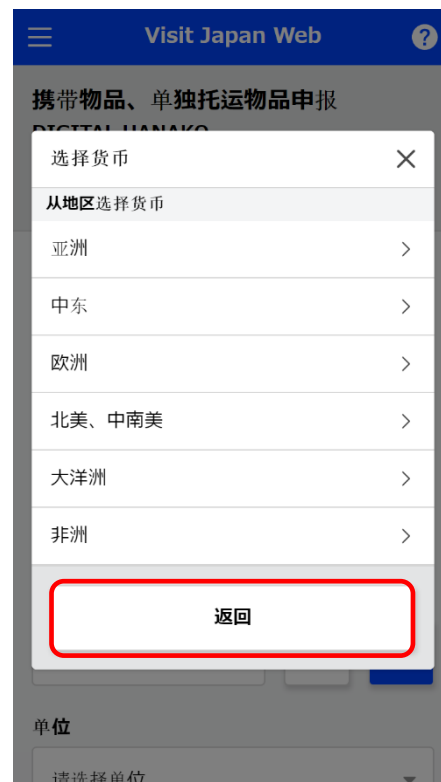 Visit Japan Web
?
携带物品、单独托运物品申报
DIGITAL HANAKO
选择货币
从地区选择货币
亚洲
中东
欧洲
北美、中南美
大洋洲
非洲
返回
单位
请选择单位